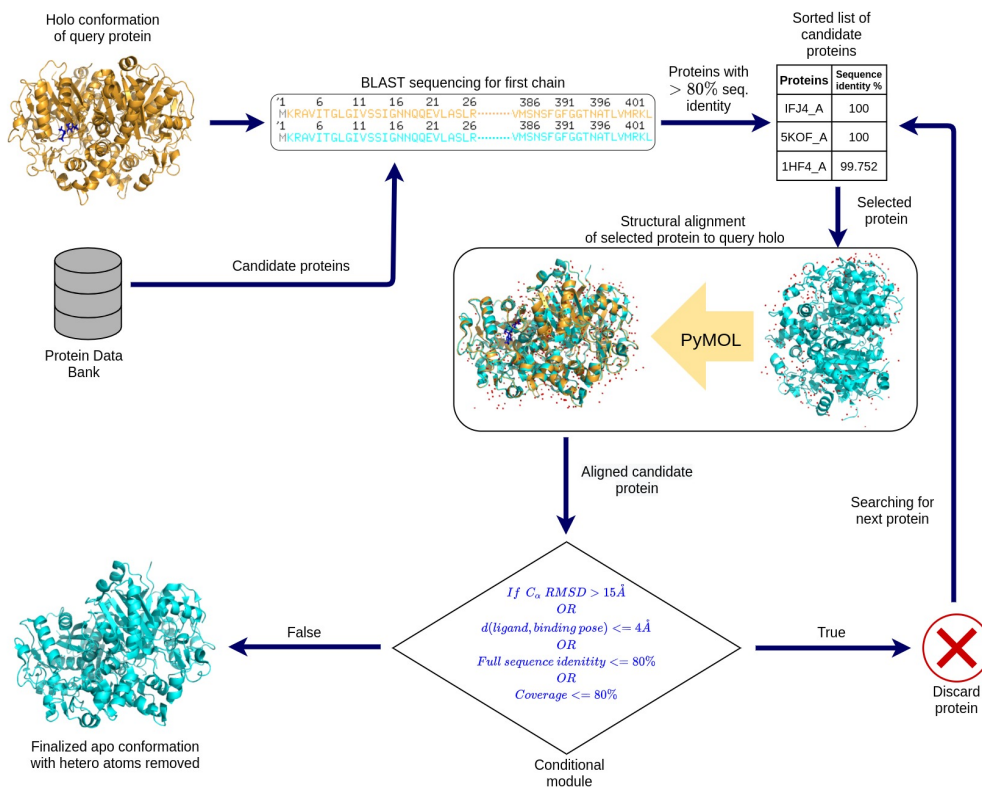 Holo conformation
of query protein
BLAST sequencing for first chain
'1 6 11 16 21 26 386 391 396 401
MKRAVITGLGIVSSIGNNQQEVLASLR·········VMSNSFGFGGTNATLVMRKL
'1 6 11 16 21 26 386 391 396 401
MKRAVITGLGIVSSIGNNQQEVLASLR·········VMSNSFGFGGTNATLVMRKL
Proteins with
> 80% seq.
identity
Sorted list of
candidate
proteins
Proteins Sequence identity %
IFJ4_A 100
5KOF_A 100
1HF4_A 99.752
Selected
protein
Candidate proteins
Protein Data
Bank
Structural alignment
of selected protein to query holo
PyMOL
Aligned candidate
protein
Searching for
next protein
If Cα RMSD > 15Å
OR
d(ligand, binding pose) <= 4Å
OR
Full sequence idenitity <= 80%
OR
Coverage <= 80%
False
True
Discard
protein
Finalized apo conformation
with hetero atoms removed
Conditional
module